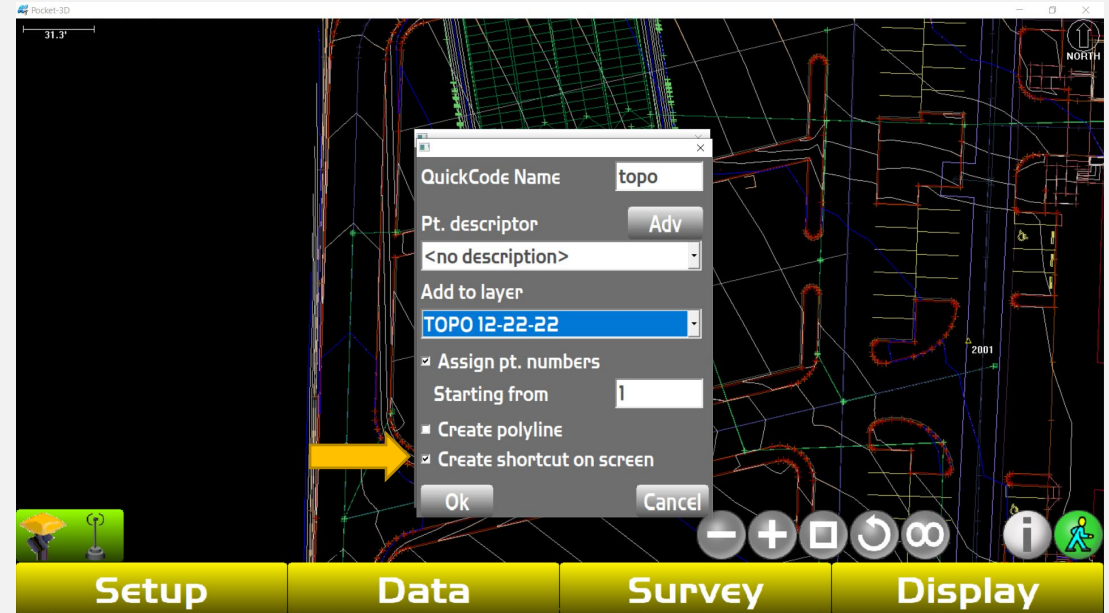 Pocket-3D
31.3'
NORTH
QuickCode Name topo
Pt. descriptor Adv
<no description>
Add to layer
TOPO 12-22-22
Assign pt. numbers
Starting from 1
Create polyline
Create shortcut on screen
Ok Cancel
2001
i
Setup Data Survey Display